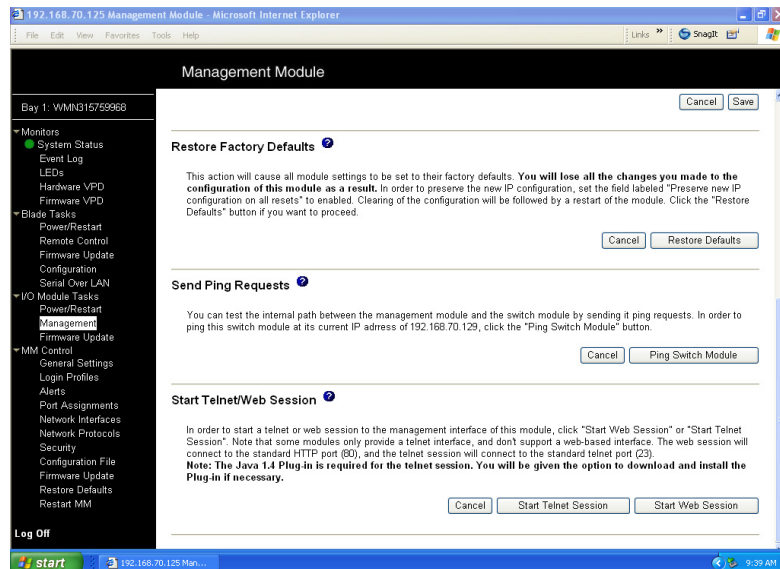 192.168.70.125 Management Module - Microsoft Internet Explorer
File Edit View Favorites Tools Help
Links » SnagIt
Management Module
Bay 1: WMN315759968
Monitors
System Status
Event Log
LEDs
Hardware VPD
Firmware VPD
Blade Tasks
Power/Restart
Remote Control
Firmware Update
Configuration
Serial Over LAN
I/O Module Tasks
Power/Restart
Management
Firmware Update
MM Control
General Settings
Login Profiles
Alerts
Port Assignments
Network Interfaces
Network Protocols
Security
Configuration File
Firmware Update
Restore Defaults
Restart MM
Log Off
Cancel Save
Restore Factory Defaults ?
This action will cause all module settings to be set to their factory defaults. You will lose all the changes you made to the
configuration of this module as a result. In order to preserve the new IP configuration, set the field labeled "Preserve new IP
configuration on all resets" to enabled. Clearing of the configuration will be followed by a restart of the module. Click the "Restore
Defaults" button if you want to proceed.
Cancel Restore Defaults
Send Ping Requests ?
You can test the internal path between the management module and the switch module by sending it ping requests. In order to
ping this switch module at its current IP adrress of 192.168.70.129, click the "Ping Switch Module" button.
Cancel Ping Switch Module
Start Telnet/Web Session ?
In order to start a telnet or web session to the management interface of this module, click "Start Web Session" or "Start Telnet
Session". Note that some modules only provide a telnet interface, and don't support a web-based interface. The web session will
connect to the standard HTTP port (80), and the telnet session will connect to the standard telnet port (23).
Note: The Java 1.4 Plug-in is required for the telnet session. You will be given the option to download and install the
Plug-in if necessary.
Cancel Start Telnet Session Start Web Session
start 192.168.70.125 Man... 9:39 AM